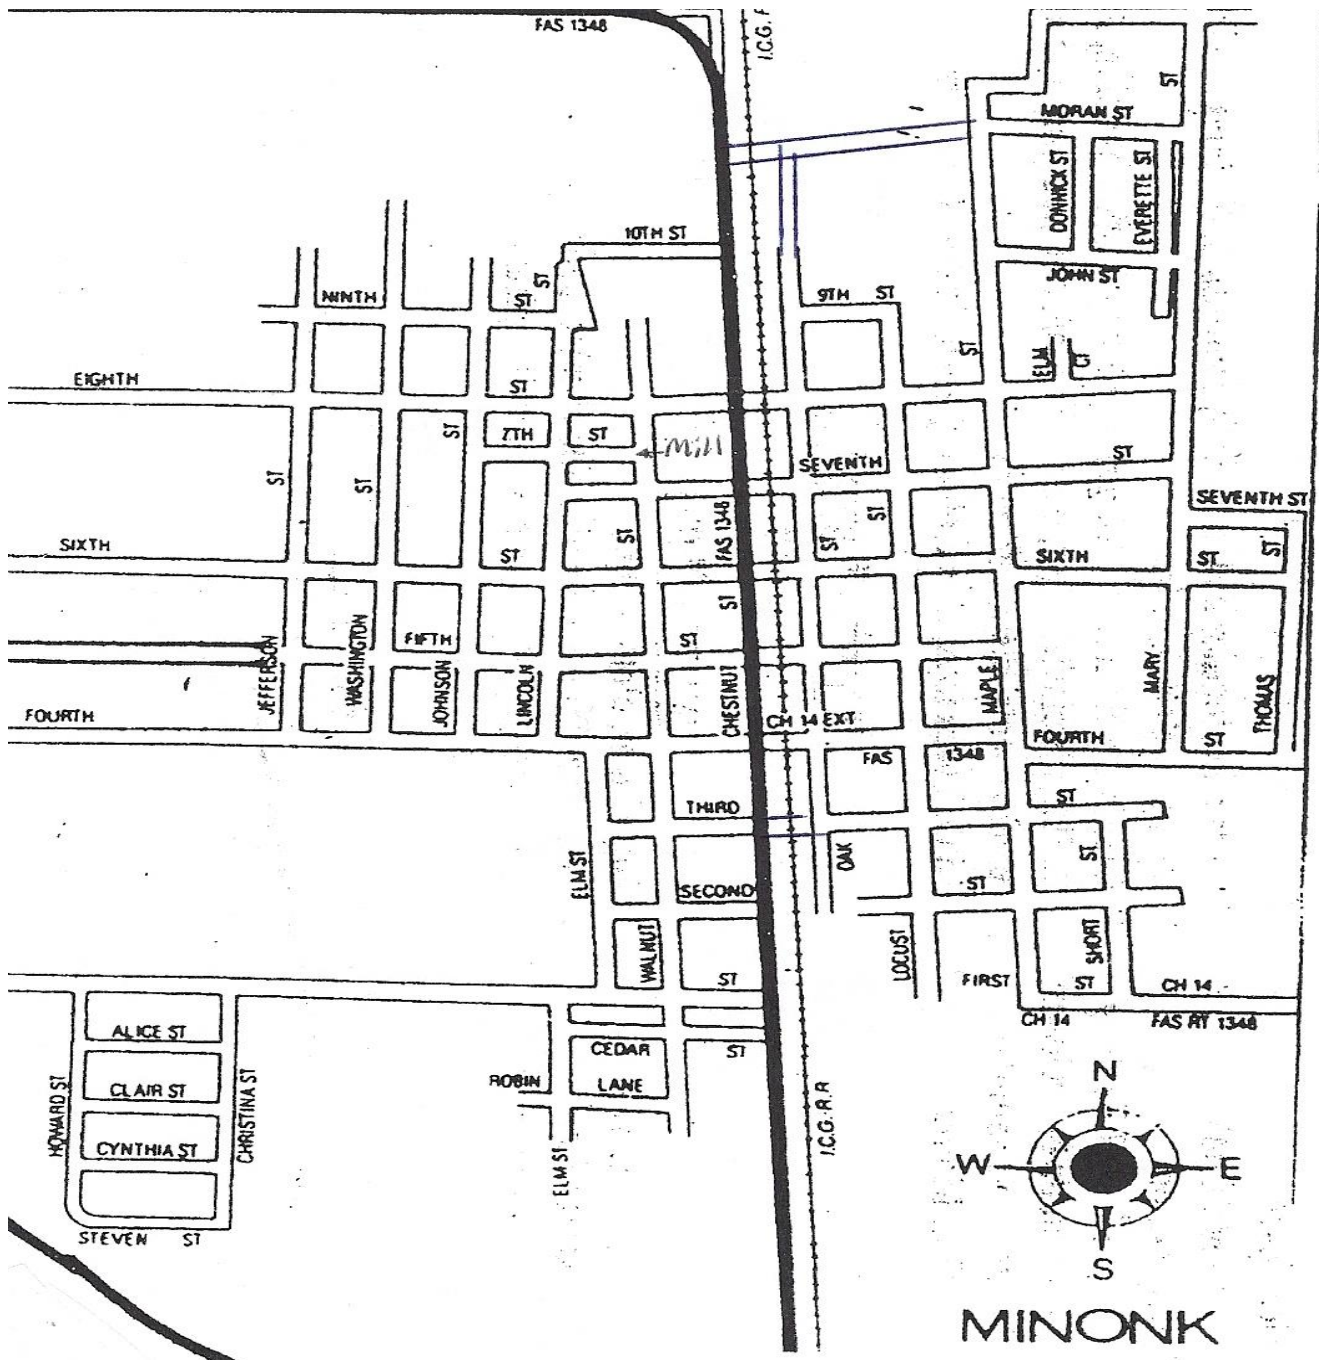 FAS 1348
I.C.G. R
ST
MORAN ST
DONNICK ST
EVERETTE ST
10TH ST
JOHN ST
NINTH ST
ST
9TH ST
ST
ELM CT
EIGHTH ST
ST
7TH ST
Mill
SEVENTH ST
ST
ST
SEVENTH ST
FAS 1348
ST
ST
ST
SIXTH ST
SIXTH ST
ST
ST
FIFTH ST
JEFFERSON
WASHINGTON
JOHNSON
LINCOLN
CHESTNUT
MAPLE
MARY
THOMAS
FOURTH
CH 14 EXT
FOURTH ST
FAS 1348
THIRD
ST
ELM ST
OAK
ST
SECOND
ST
WALNUT
LOCUST
SHORT
ST
FIRST ST
CH 14
CH 14
FAS RT 1348
ALICE ST
CEDAR ST
ROBIN LANE
CLAIR ST
HOWARD ST
CHRISTINA ST
CYNTHIA ST
ELM ST
I.C.G. R.R
STEVEN ST
N
W
E
S
MINONK